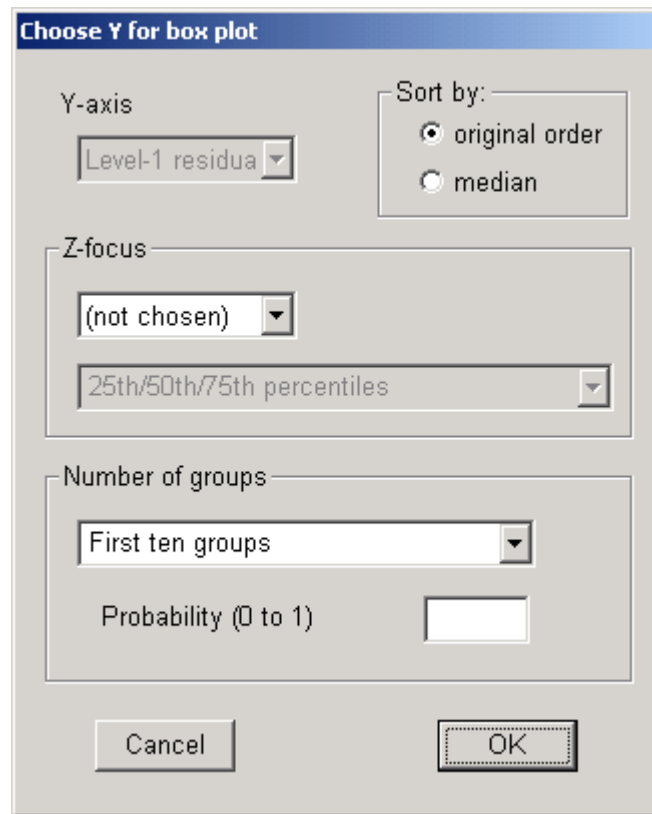 Choose Y for box plot
Y-axis
Level-1 residua
Sort by:
original order
median
Z-focus
(not chosen)
25th/50th/75th percentiles
Number of groups
First ten groups
Probability (0 to 1)
Cancel
OK